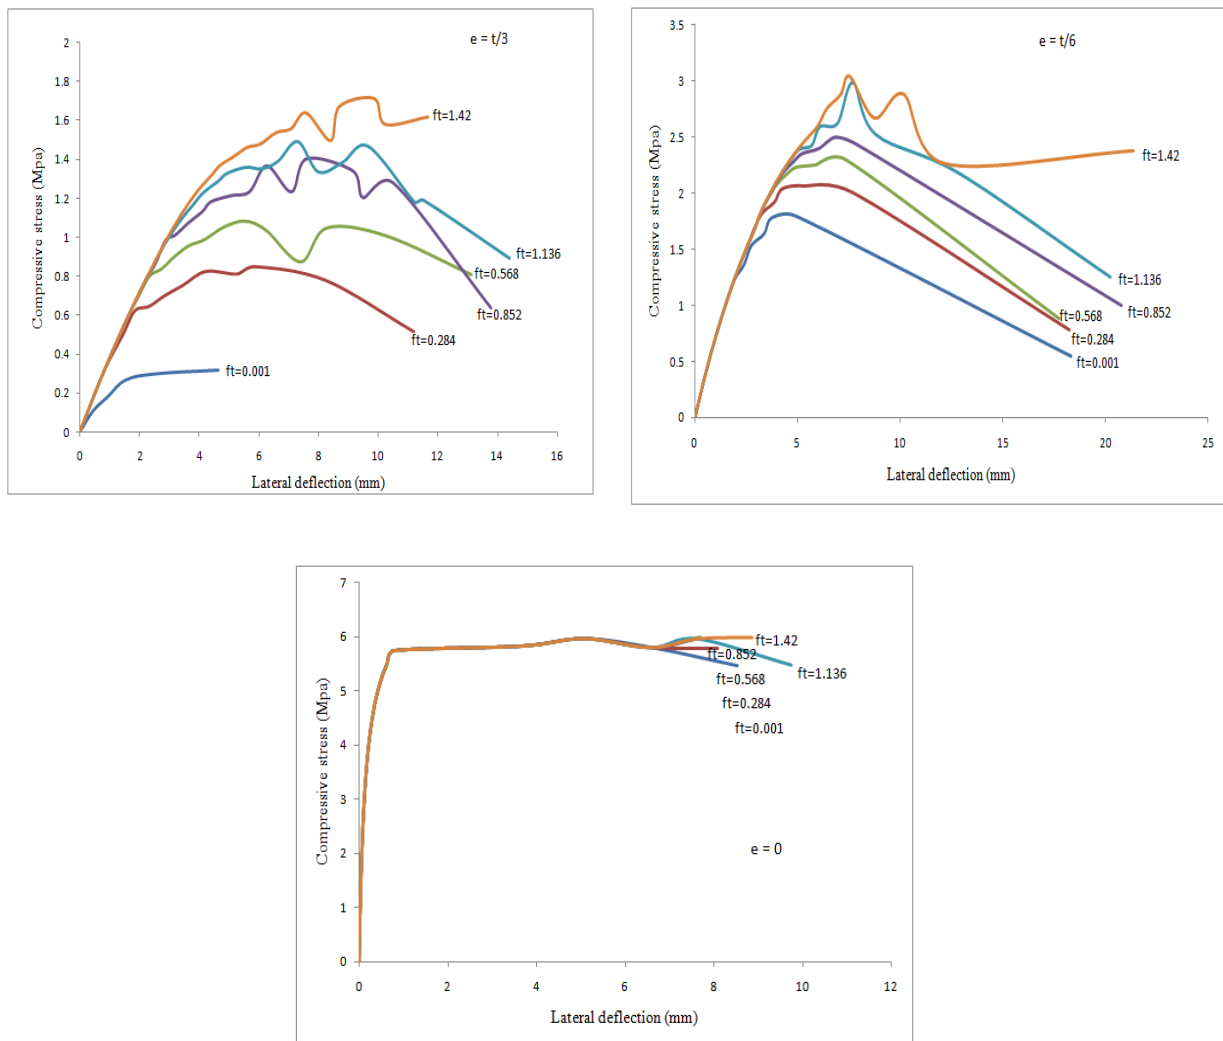 e = t/3
2
1.8
1.6
1.4
1.2
1
0.8
0.6
0.4
0.2
0
Compressive stress (Mpa)
ft=1.42
ft=1.136
ft=0.568
ft=0.852
ft=0.284
ft=0.001
0 2 4 6 8 10 12 14 16
Lateral deflection (mm)
e = t/6
3.5
3
2.5
2
1.5
1
0.5
0
Compressive stress (Mpa)
ft=1.42
ft=1.136
ft=0.852
ft=0.568
ft=0.284
ft=0.001
0 5 10 15 20 25
Lateral deflection (mm)
7
6
5
4
3
2
1
0
Compressive stress (Mpa)
ft=1.42
ft=0.852
ft=1.136
ft=0.568
ft=0.284
ft=0.001
e = 0
0 2 4 6 8 10 12
Lateral deflection (mm)